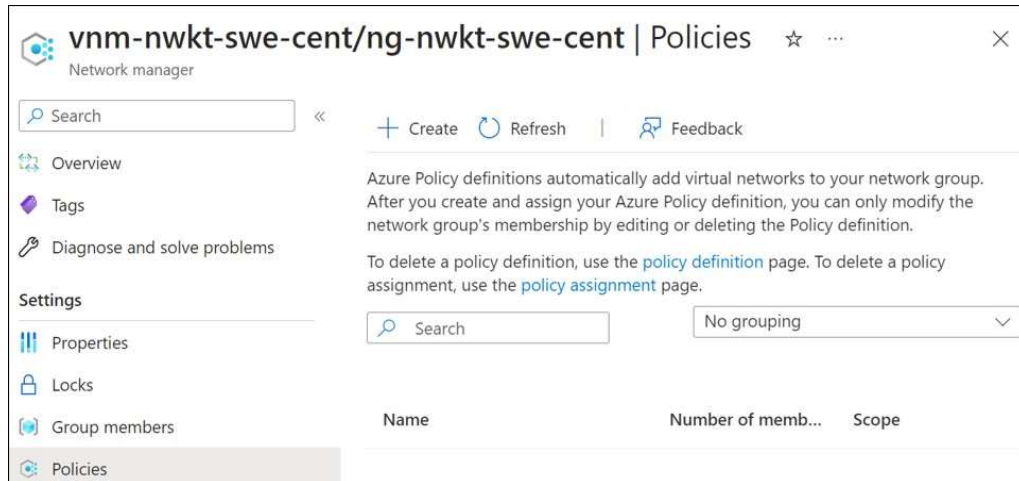 vnm-nwkt-swe-cent/ng-nwkt-swe-cent | Policies
Network manager
Search
Overview
Tags
Diagnose and solve problems
Settings
Properties
Locks
Group members
Policies
Create Refresh | Feedback
Azure Policy definitions automatically add virtual networks to your network group.
After you create and assign your Azure Policy definition, you can only modify the
network group's membership by editing or deleting the Policy definition.
To delete a policy definition, use the policy definition page. To delete a policy
assignment, use the policy assignment page.
Search No grouping
Name Number of memb... Scope